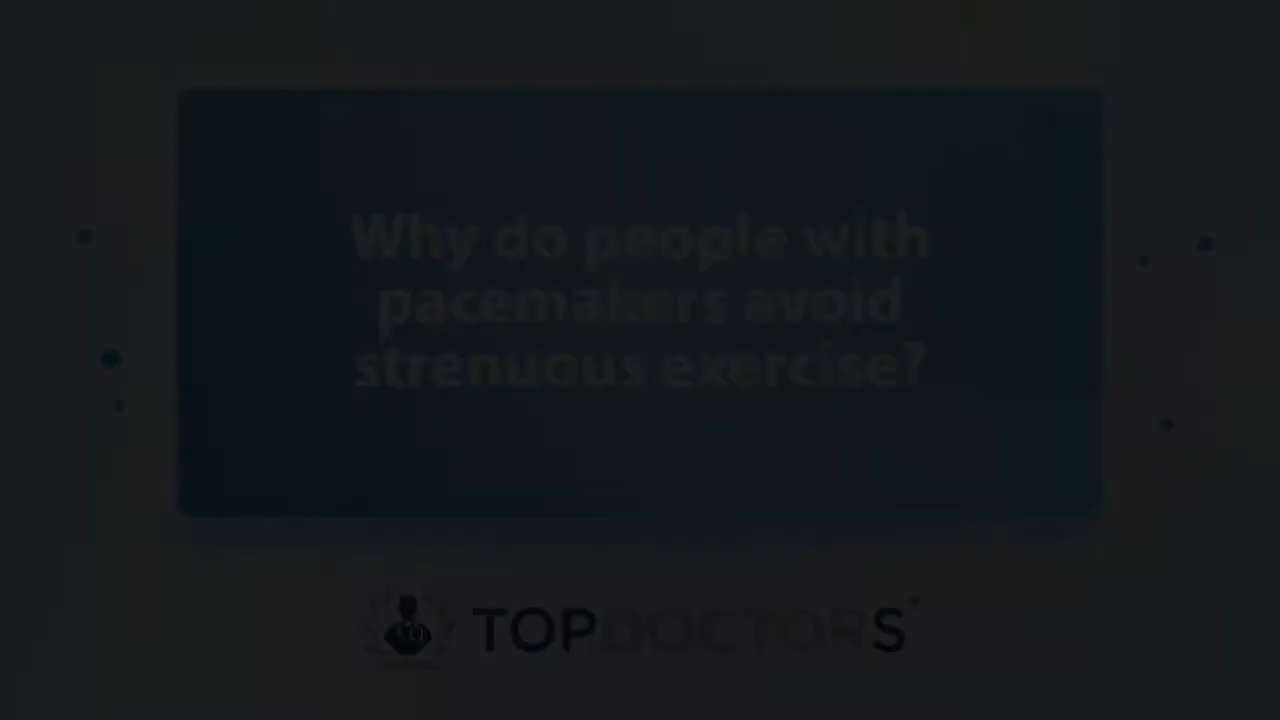 Why do people with
pacemakers avoid
strenuous exercise?
TOPDOCTORS